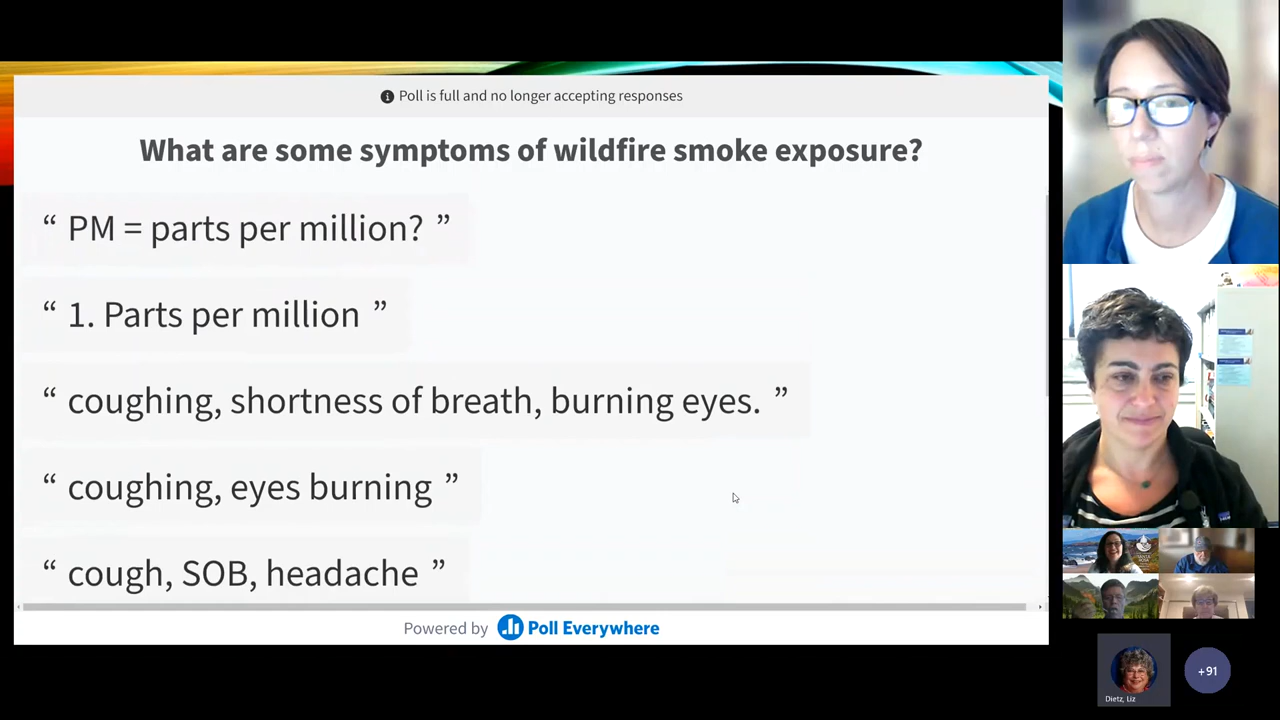 Poll is full and no longer accepting responses
What are some symptoms of wildfire smoke exposure?
“ PM = parts per million? ”
“ 1. Parts per million ”
“ coughing, shortness of breath, burning eyes. ”
“ coughing, eyes burning ”
“ cough, SOB, headache ”
Powered by Poll Everywhere
Dietz, Liz
+91